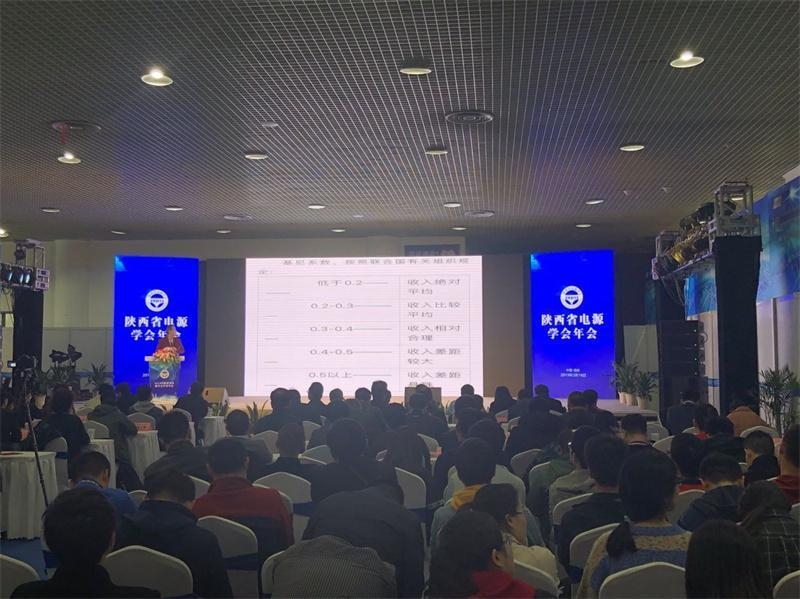 基尼系数，按照联合国有关组织规
定：
低于0.2—— 收入绝对
平均
0.2-0.3—— 收入比较
平均
0.3-0.4—— 收入相对
合理
0.4-0.5—— 收入差距
较大
0.5以上—— 收入差距
陕西省电源
学会年会
陕西省电源
学会年会